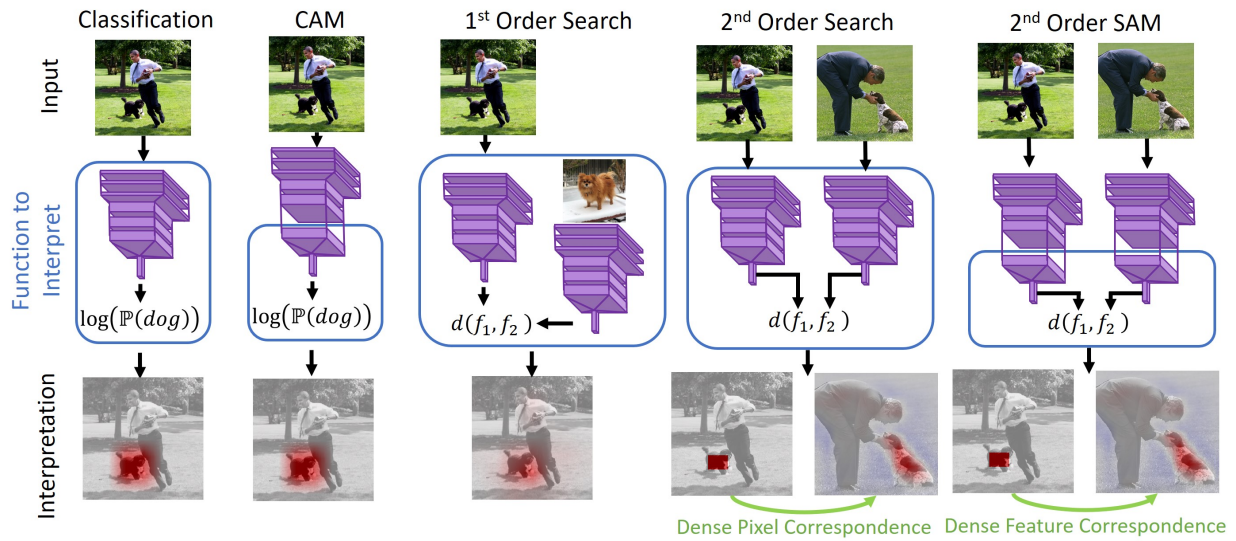 Classification
CAM
1st Order Search
2nd Order Search
2nd Order SAM
Input
Function to
Interpret
log(ℙ(dog))
log(ℙ(dog))
d(f₁, f₂)
d(f₁, f₂)
d(f₁, f₂)
Interpretation
Dense Pixel Correspondence
Dense Feature Correspondence